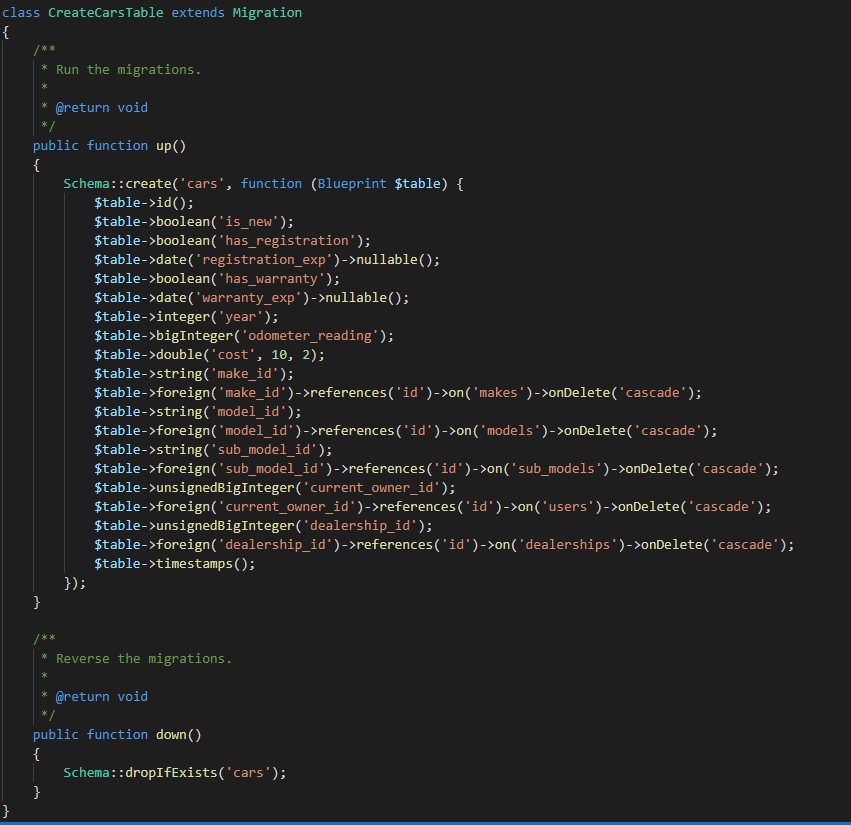 class CreateCarsTable extends Migration
{
    /**
     * Run the migrations.
     *
     * @return void
     */
    public function up()
    {
        Schema::create('cars', function (Blueprint $table) {
            $table->id();
            $table->boolean('is_new');
            $table->boolean('has_registration');
            $table->date('registration_exp')->nullable();
            $table->boolean('has_warranty');
            $table->date('warranty_exp')->nullable();
            $table->integer('year');
            $table->bigInteger('odometer_reading');
            $table->double('cost', 10, 2);
            $table->string('make_id');
            $table->foreign('make_id')->references('id')->on('makes')->onDelete('cascade');
            $table->string('model_id');
            $table->foreign('model_id')->references('id')->on('models')->onDelete('cascade');
            $table->string('sub_model_id');
            $table->foreign('sub_model_id')->references('id')->on('sub_models')->onDelete('cascade');
            $table->unsignedBigInteger('current_owner_id');
            $table->foreign('current_owner_id')->references('id')->on('users')->onDelete('cascade');
            $table->unsignedBigInteger('dealership_id');
            $table->foreign('dealership_id')->references('id')->on('dealerships')->onDelete('cascade');
            $table->timestamps();
        });
    }

    /**
     * Reverse the migrations.
     *
     * @return void
     */
    public function down()
    {
        Schema::dropIfExists('cars');
    }
}